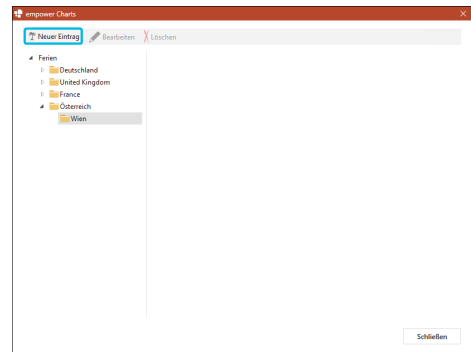 empower Charts
Neuer Eintrag Bearbeiten Löschen
Ferien
Deutschland
United Kingdom
France
Österreich
Wien
Schließen